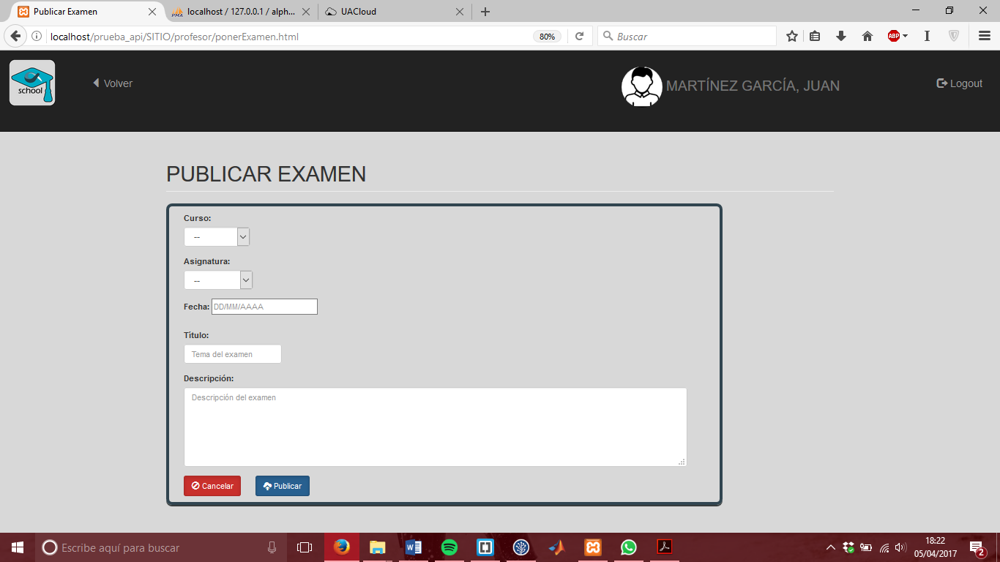 Publicar Examen
localhost / 127.0.0.1 / alph...
UACloud
localhost/prueba_api/SITIO/profesor/ponerExamen.html
80%
Buscar
ABP
school
Volver
MARTÍNEZ GARCÍA, JUAN
Logout
PUBLICAR EXAMEN
Curso:
--
Asignatura:
--
Fecha: DD/MM/AAAA
Título:
Tema del examen
Descripción:
Descripción del examen
Cancelar
Publicar
Escribe aquí para buscar
18:22
05/04/2017
2